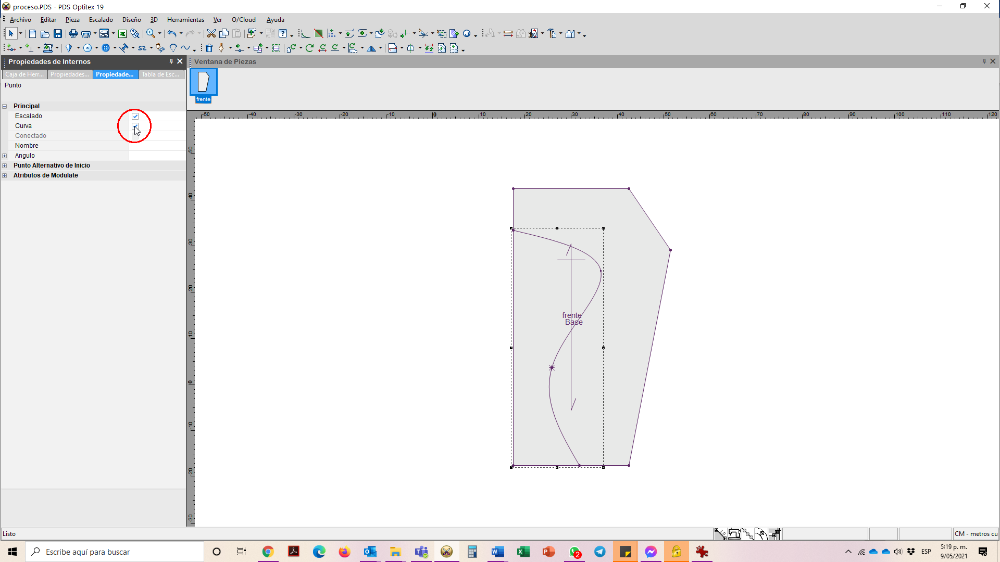 proceso.PDS - PDS Optitex 19
Archivo Editar Pieza Escalado Diseño 3D Herramientas Ver O/Cloud Ayuda
Propiedades de Internos
Caja de Herr... Propiedades... Propiedade... Tabla de Esc...
Punto
Principal
Escalado
Curva
Conectado
Nombre
Angulo
Punto Alternativo de Inicio
Atributos de Modulate
Ventana de Piezas
frente
-50 -40 -30 -20 -10 0 10 20 30 40 50 60 70 80 90 100 110 120
50
40
30
20
10
0
-10
-20
-30
frente
Base
Listo
CM - metros cu
Escribe aquí para buscar
2
ESP
5:19 p. m.
9/05/2021